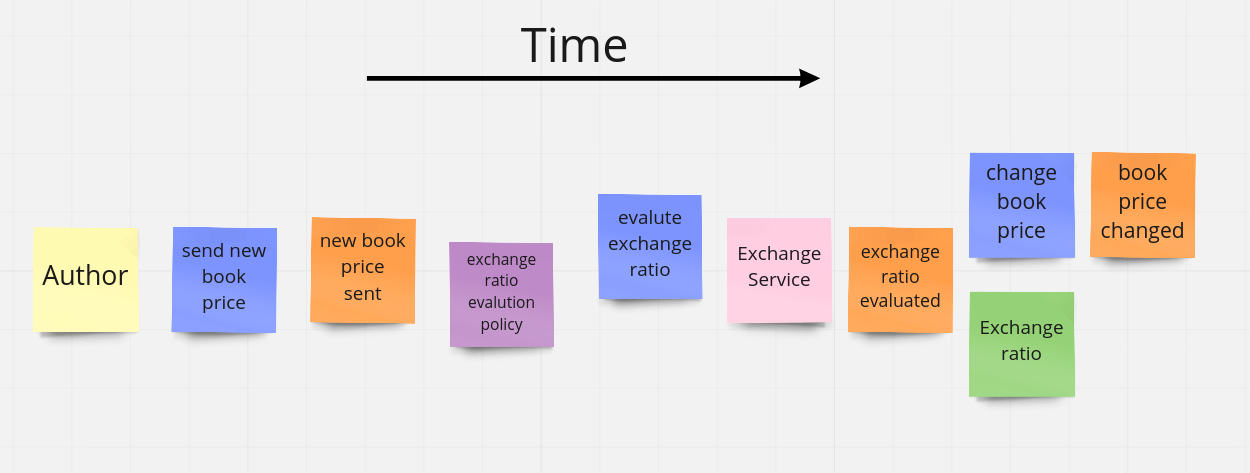 Time
Author
send new
book
price
new book
price
sent
exchange
ratio
evalution
policy
evalute
exchange
ratio
Exchange
Service
exchange
ratio
evaluated
change
book
price
book
price
changed
Exchange
ratio